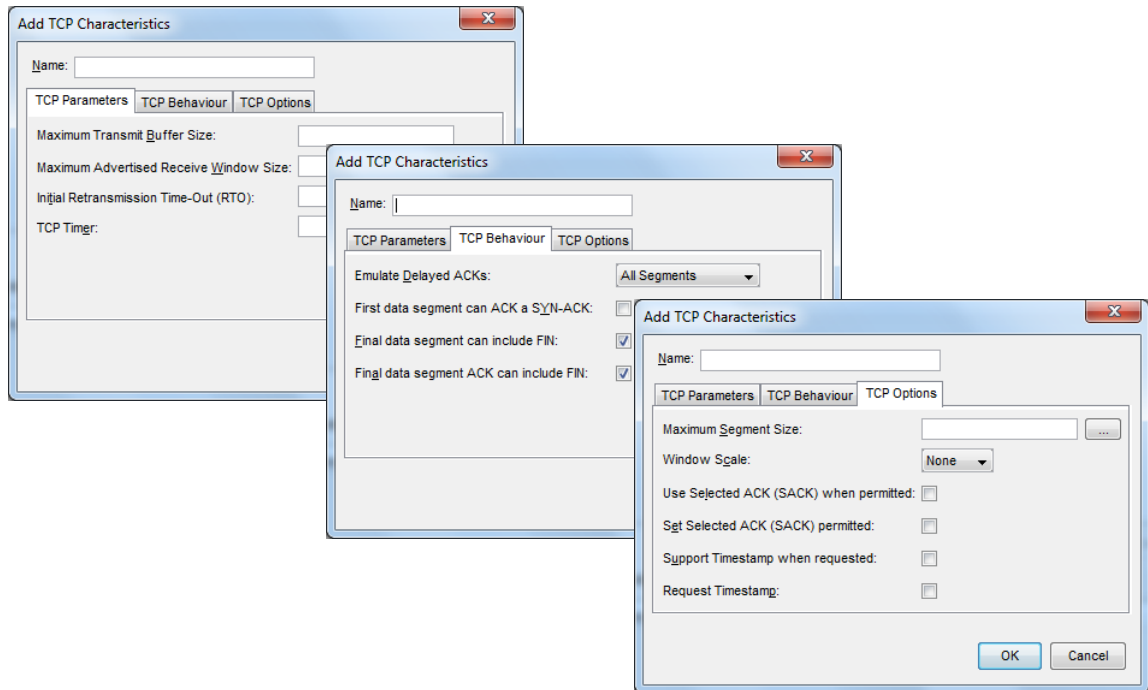 Add TCP Characteristics
Name:
TCP Parameters TCP Behaviour TCP Options
Maximum Transmit Buffer Size:
Maximum Advertised Receive Window Size:
Initial Retransmission Time-Out (RTO):
TCP Timer:
Add TCP Characteristics
Name:
TCP Parameters TCP Behaviour TCP Options
Emulate Delayed ACKs: All Segments
First data segment can ACK a SYN-ACK:
Final data segment can include FIN:
Final data segment ACK can include FIN:
Add TCP Characteristics
Name:
TCP Parameters TCP Behaviour TCP Options
Maximum Segment Size: ...
Window Scale: None
Use Selected ACK (SACK) when permitted:
Set Selected ACK (SACK) permitted:
Support Timestamp when requested:
Request Timestamp:
OK Cancel